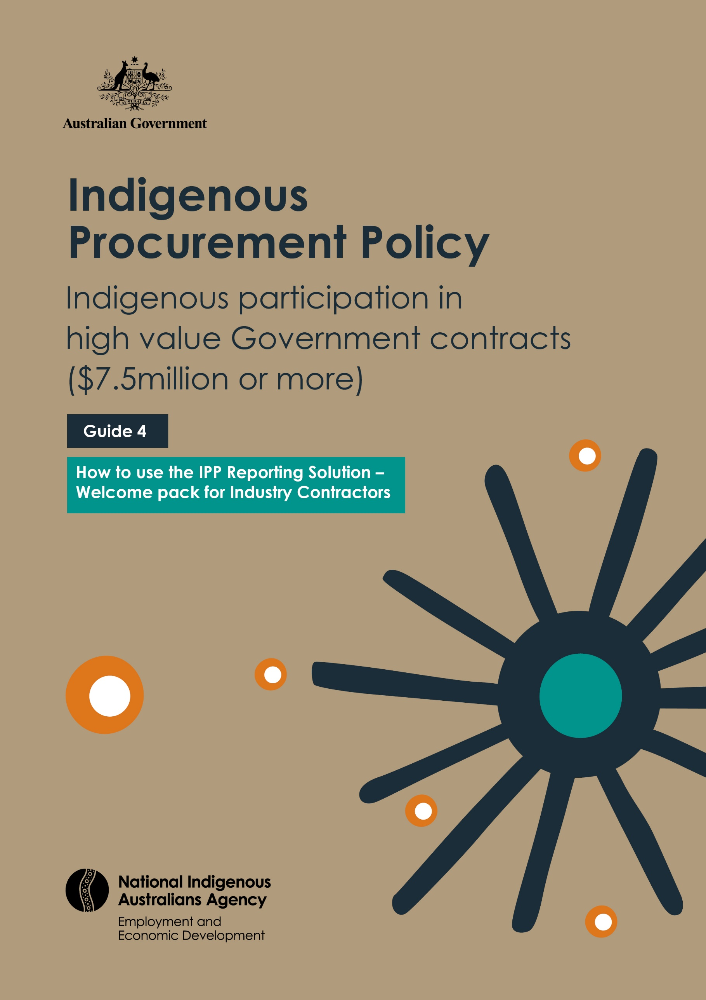 AUSTRALIA
Australian Government
Indigenous
Procurement Policy
Indigenous participation in
high value Government contracts
($7.5million or more)
Guide 4
How to use the IPP Reporting Solution –
Welcome pack for Industry Contractors
National Indigenous
Australians Agency
Employment and
Economic Development